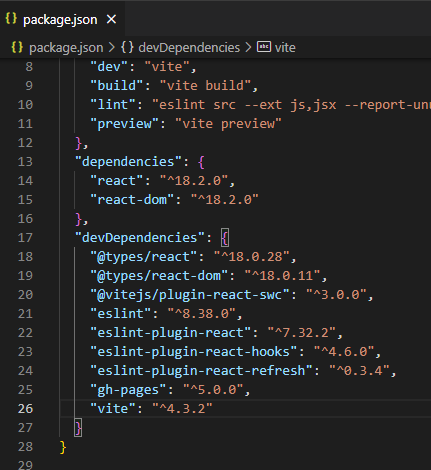 {} package.json ×
{} package.json > {} devDependencies > abc vite
8 "dev": "vite",
9 "build": "vite build",
10 "lint": "eslint src --ext js,jsx --report-unu
11 "preview": "vite preview"
12 },
13 "dependencies": {
14 "react": "^18.2.0",
15 "react-dom": "^18.2.0"
16 },
17 "devDependencies": {
18 "@types/react": "^18.0.28",
19 "@types/react-dom": "^18.0.11",
20 "@vitejs/plugin-react-swc": "^3.0.0",
21 "eslint": "^8.38.0",
22 "eslint-plugin-react": "^7.32.2",
23 "eslint-plugin-react-hooks": "^4.6.0",
24 "eslint-plugin-react-refresh": "^0.3.4",
25 "gh-pages": "^5.0.0",
26 "vite": "^4.3.2"
27 }
28 }